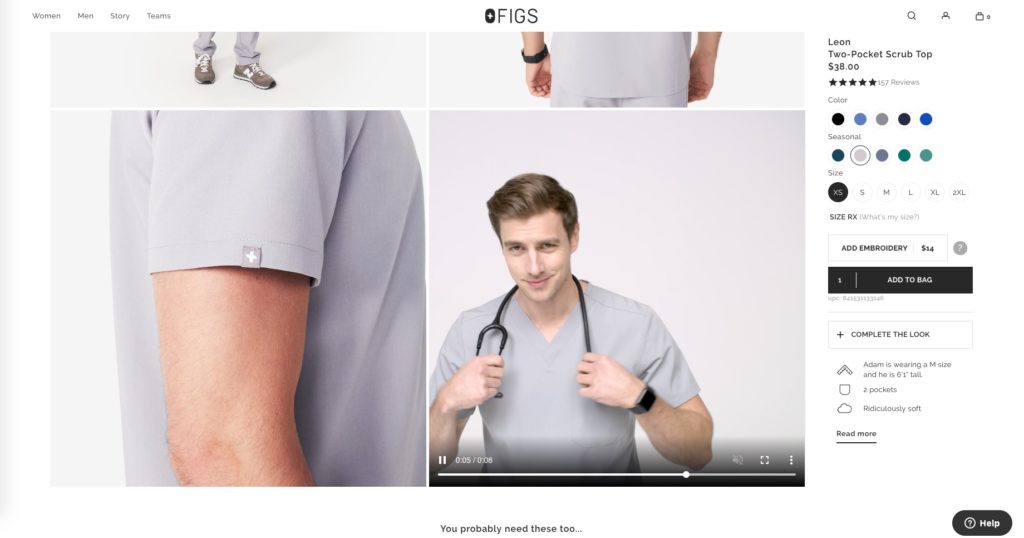 Women Men Story Teams
FIGS
0
Leon
Two-Pocket Scrub Top
$38.00
157 Reviews
Color
Seasonal
Size
XS S M L XL 2XL
SIZE RX (What's my size?)
ADD EMBROIDERY $14 ?
1 ADD TO BAG
upc: 841531133146
COMPLETE THE LOOK
Adam is wearing a M size
and he is 6'1" tall.
2 pockets
Ridiculously soft
Read more
0:05 / 0:08
You probably need these too...
? Help